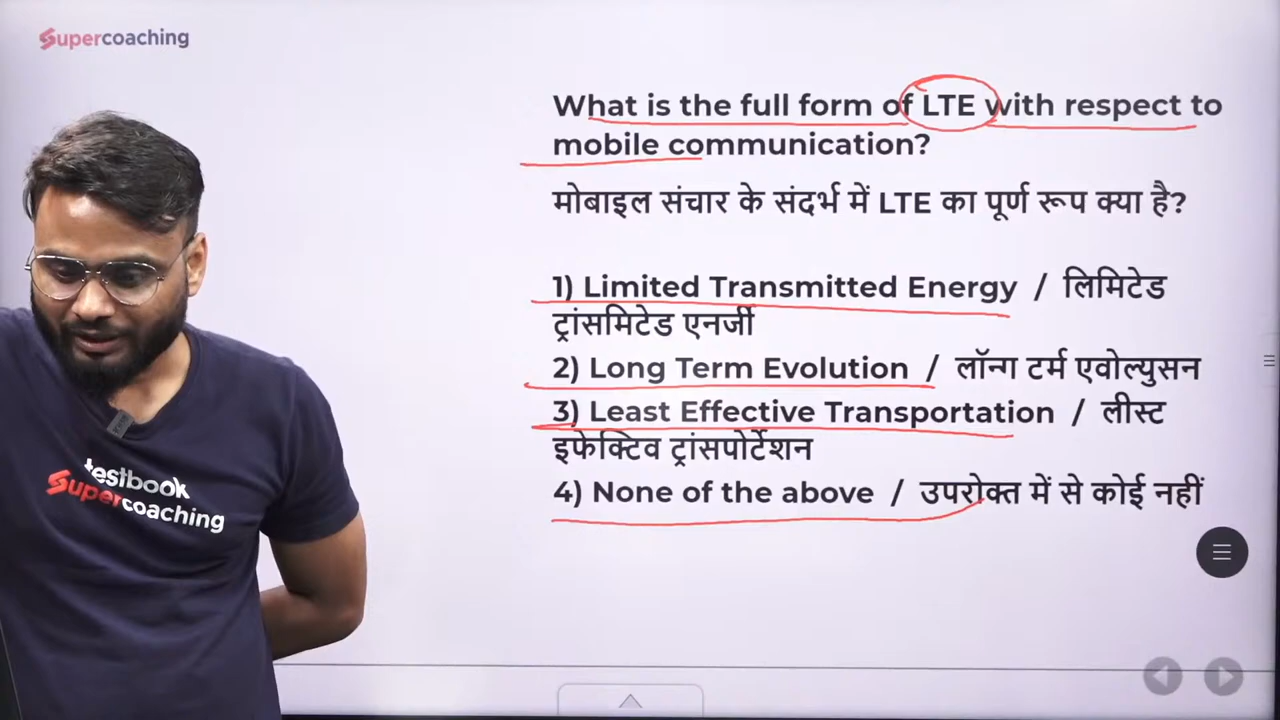 Supercoaching
What is the full form of LTE with respect to
mobile communication?
मोबाइल संचार के संदर्भ में LTE का पूर्ण रूप क्या है?
1) Limited Transmitted Energy / लिमिटेड
ट्रांसमिटेड एनर्जी
2) Long Term Evolution / लॉन्ग टर्म एवोल्युसन
3) Least Effective Transportation / लीस्ट
इफेक्टिव ट्रांसपोर्टेशन
4) None of the above / उपरोक्त में से कोई नहीं
testbook
Supercoaching